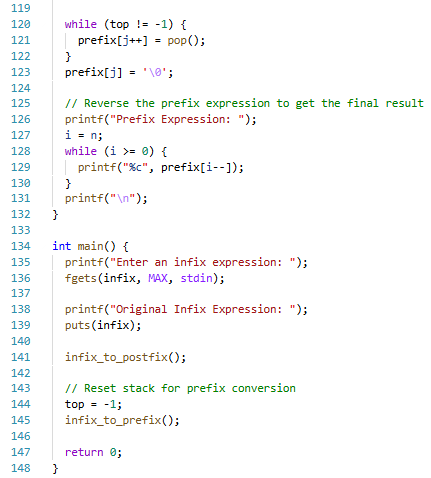 119
120 while (top != -1) {
121 prefix[j++] = pop();
122 }
123 prefix[j] = '\0';
124
125 // Reverse the prefix expression to get the final result
126 printf("Prefix Expression: ");
127 i = n;
128 while (i >= 0) {
129 printf("%c", prefix[i--]);
130 }
131 printf("\n");
132 }
133
134 int main() {
135 printf("Enter an infix expression: ");
136 fgets(infix, MAX, stdin);
137
138 printf("Original Infix Expression: ");
139 puts(infix);
140
141 infix_to_postfix();
142
143 // Reset stack for prefix conversion
144 top = -1;
145 infix_to_prefix();
146
147 return 0;
148 }